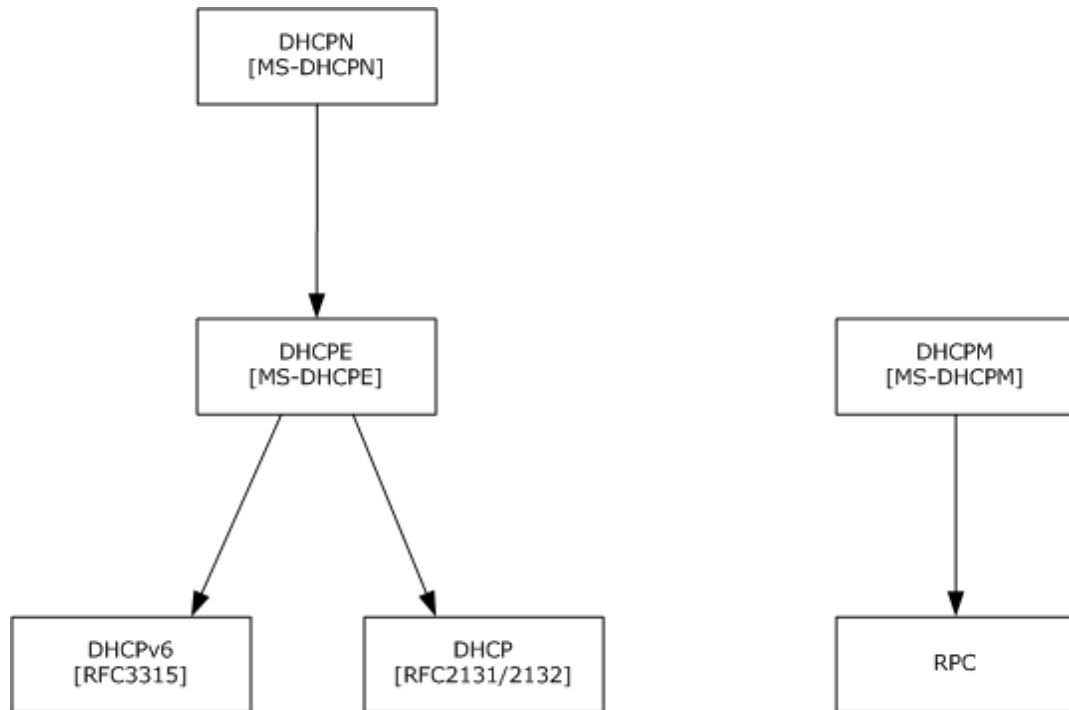 DHCPN
[MS-DHCPN]
DHCPE
[MS-DHCPE]
DHCPM
[MS-DHCPM]
DHCPv6
[RFC3315]
DHCP
[RFC2131/2132]
RPC